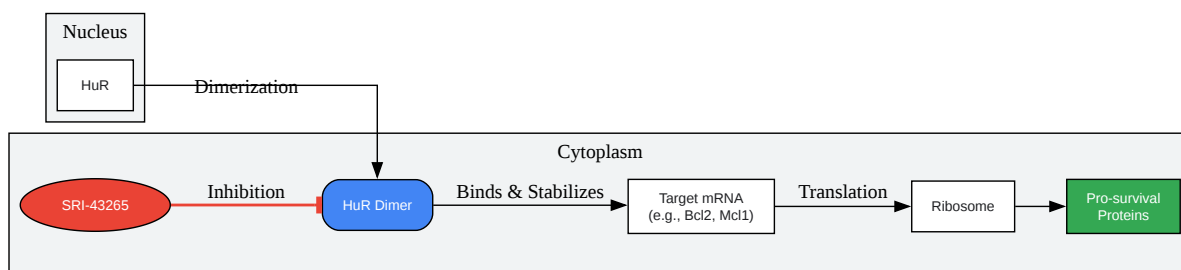 Nucleus
HuR
Dimerization
Cytoplasm
SRI-43265
Inhibition
HuR Dimer
Binds & Stabilizes
Target mRNA
(e.g., Bcl2, Mcl1)
Translation
Ribosome
Pro-survival
Proteins